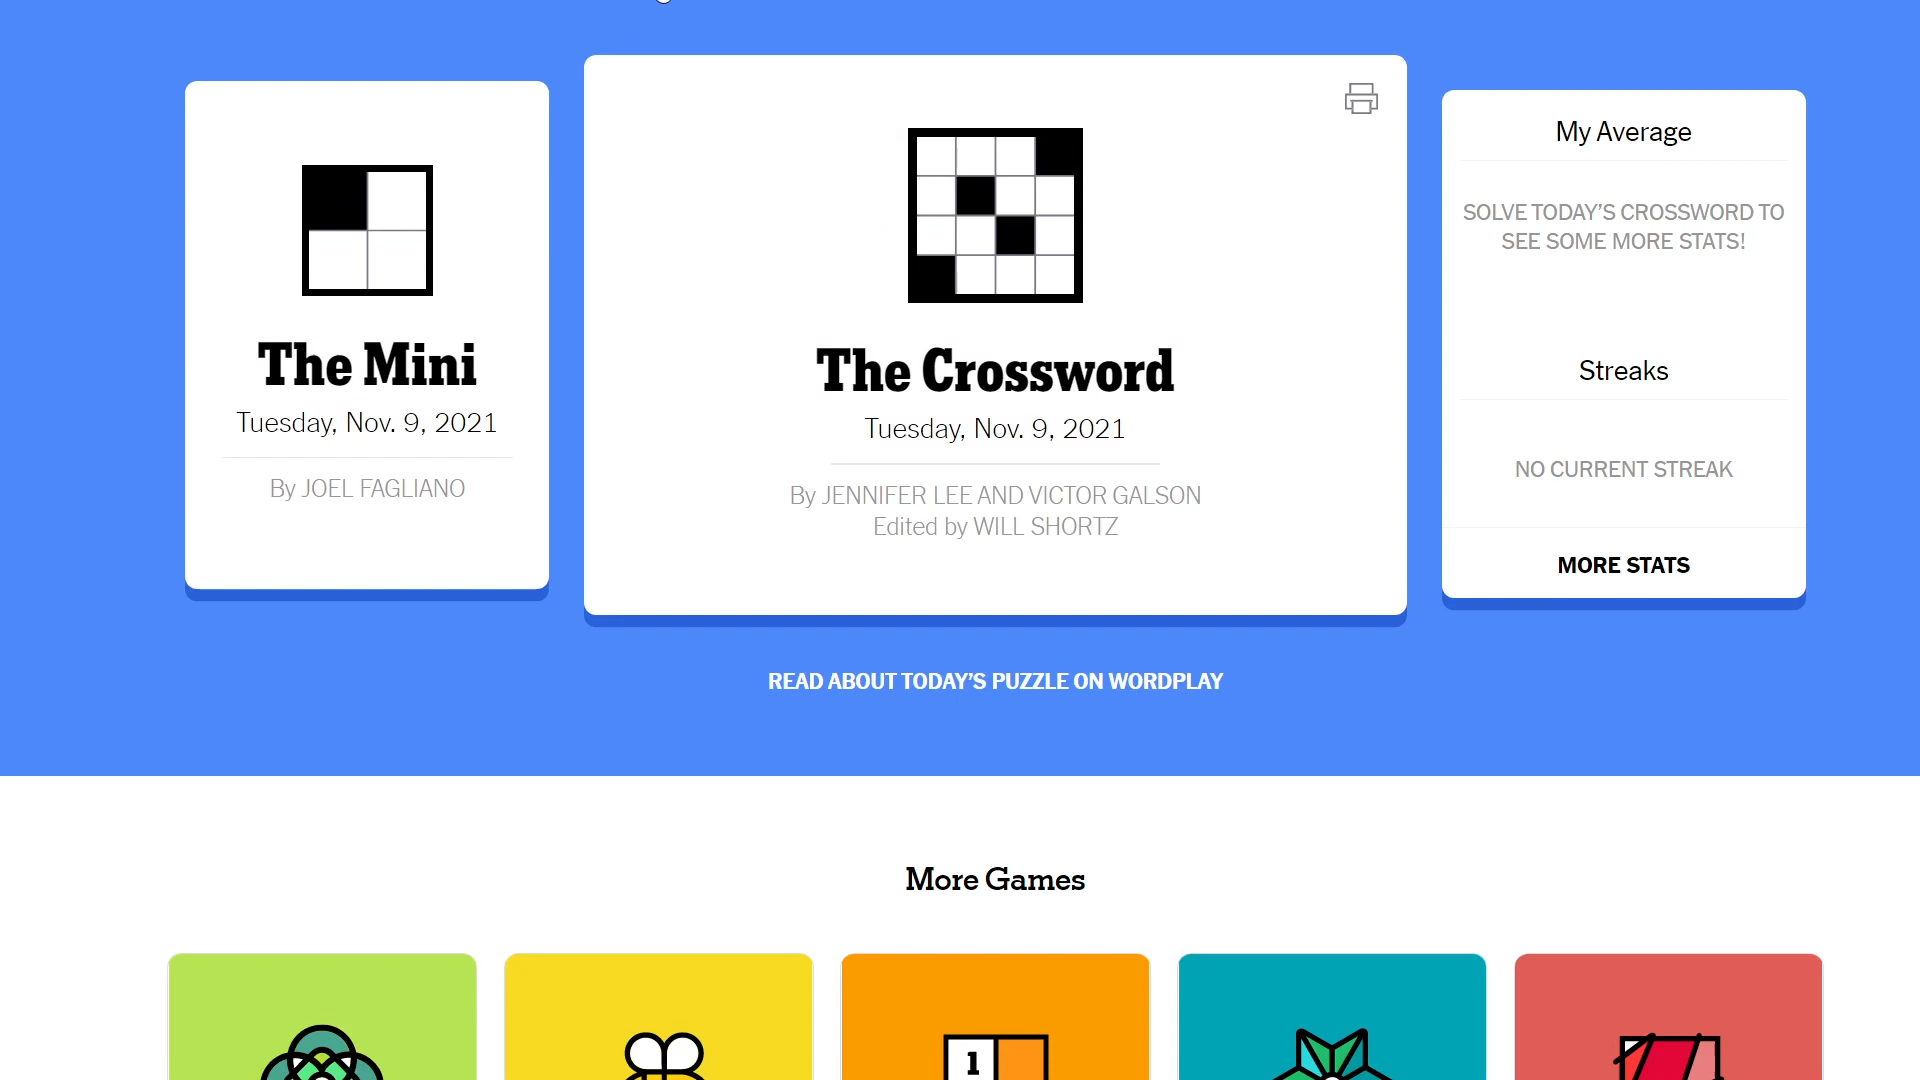 The Mini
Tuesday, Nov. 9, 2021
By JOEL FAGLIANO
The Crossword
Tuesday, Nov. 9, 2021
By JENNIFER LEE AND VICTOR GALSON
Edited by WILL SHORTZ
My Average
SOLVE TODAY’S CROSSWORD TO
SEE SOME MORE STATS!
Streaks
NO CURRENT STREAK
MORE STATS
READ ABOUT TODAY’S PUZZLE ON WORDPLAY
More Games
1